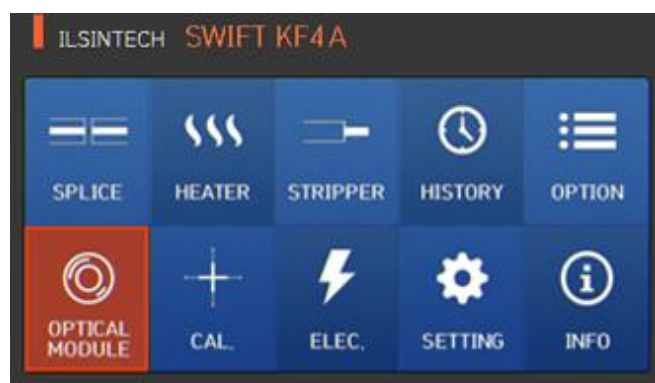 ILSINTECH SWIFT KF4A
SPLICE HEATER STRIPPER HISTORY OPTION
OPTICAL
MODULE CAL. ELEC. SETTING INFO